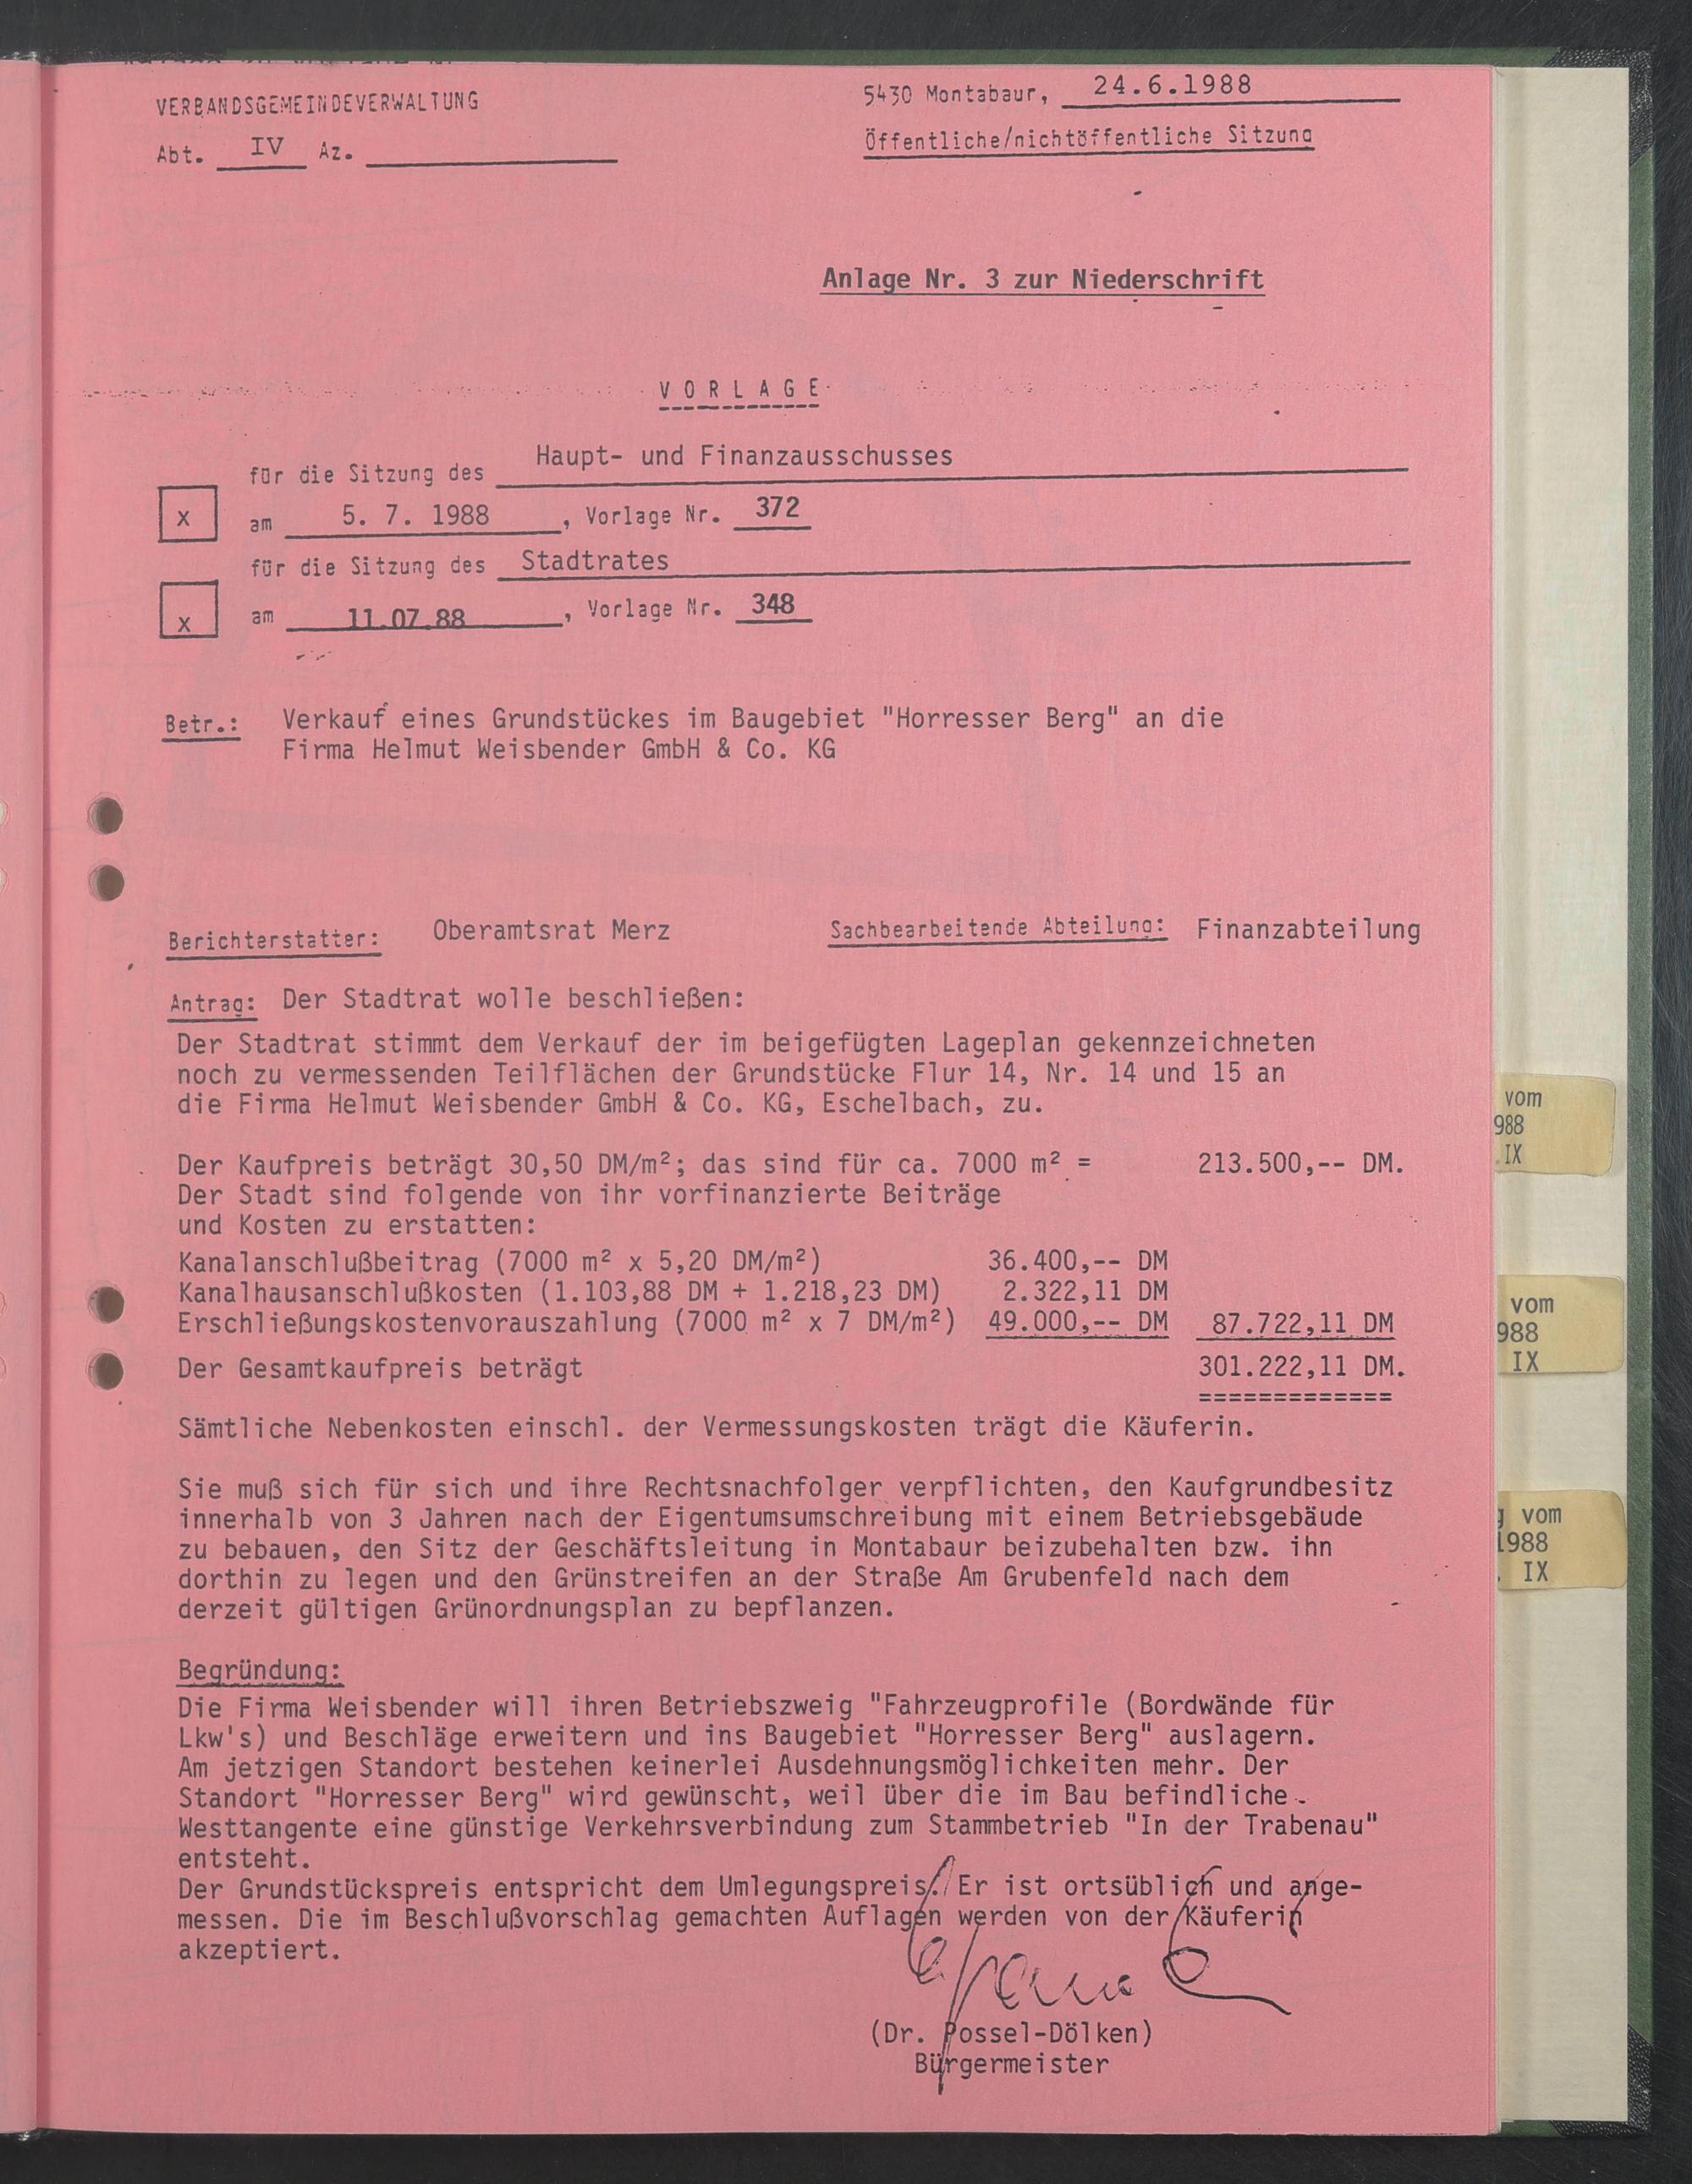 VERBANDSGEMEINDEVERWALTUNG
Abt. IV Az.
5430 Montabaur, 24.6.1988
Öffentliche/nichtöffentliche Sitzung
Anlage Nr. 3 zur Niederschrift
V O R L A G E
für die Sitzung des Haupt- und Finanzausschusses
x am 5. 7. 1988, Vorlage Nr. 372
für die Sitzung des Stadtrates
x am 11.07.88, Vorlage Nr. 348
Betr.: Verkauf eines Grundstückes im Baugebiet "Horresser Berg" an die
Firma Helmut Weisbender GmbH & Co. KG
Berichterstatter: Oberamtsrat Merz Sachbearbeitende Abteilung: Finanzabteilung
Antrag: Der Stadtrat wolle beschließen:
Der Stadtrat stimmt dem Verkauf der im beigefügten Lageplan gekennzeichneten
noch zu vermessenden Teilflächen der Grundstücke Flur 14, Nr. 14 und 15 an
die Firma Helmut Weisbender GmbH & Co. KG, Eschelbach, zu.
Der Kaufpreis beträgt 30,50 DM/m²; das sind für ca. 7000 m² = 213.500,-- DM.
Der Stadt sind folgende von ihr vorfinanzierte Beiträge
und Kosten zu erstatten:
Kanalanschlußbeitrag (7000 m² x 5,20 DM/m²) 36.400,-- DM
Kanalhausanschlußkosten (1.103,88 DM + 1.218,23 DM) 2.322,11 DM
Erschließungskostenvorauszahlung (7000 m² x 7 DM/m²) 49.000,-- DM 87.722,11 DM
Der Gesamtkaufpreis beträgt 301.222,11 DM.
=============
Sämtliche Nebenkosten einschl. der Vermessungskosten trägt die Käuferin.
Sie muß sich für sich und ihre Rechtsnachfolger verpflichten, den Kaufgrundbesitz
innerhalb von 3 Jahren nach der Eigentumsumschreibung mit einem Betriebsgebäude
zu bebauen, den Sitz der Geschäftsleitung in Montabaur beizubehalten bzw. ihn
dorthin zu legen und den Grünstreifen an der Straße Am Grubenfeld nach dem
derzeit gültigen Grünordnungsplan zu bepflanzen.
Begründung:
Die Firma Weisbender will ihren Betriebszweig "Fahrzeugprofile (Bordwände für
Lkw's) und Beschläge erweitern und ins Baugebiet "Horresser Berg" auslagern.
Am jetzigen Standort bestehen keinerlei Ausdehnungsmöglichkeiten mehr. Der
Standort "Horresser Berg" wird gewünscht, weil über die im Bau befindliche
Westtangente eine günstige Verkehrsverbindung zum Stammbetrieb "In der Trabenau"
entsteht.
Der Grundstückspreis entspricht dem Umlegungspreis. Er ist ortsüblich und ange-
messen. Die im Beschlußvorschlag gemachten Auflagen werden von der Käuferin
akzeptiert.
(Dr. Possel-Dölken)
Bürgermeister
vom
988
. IX
vom
988
IX
g vom
1988
. IX